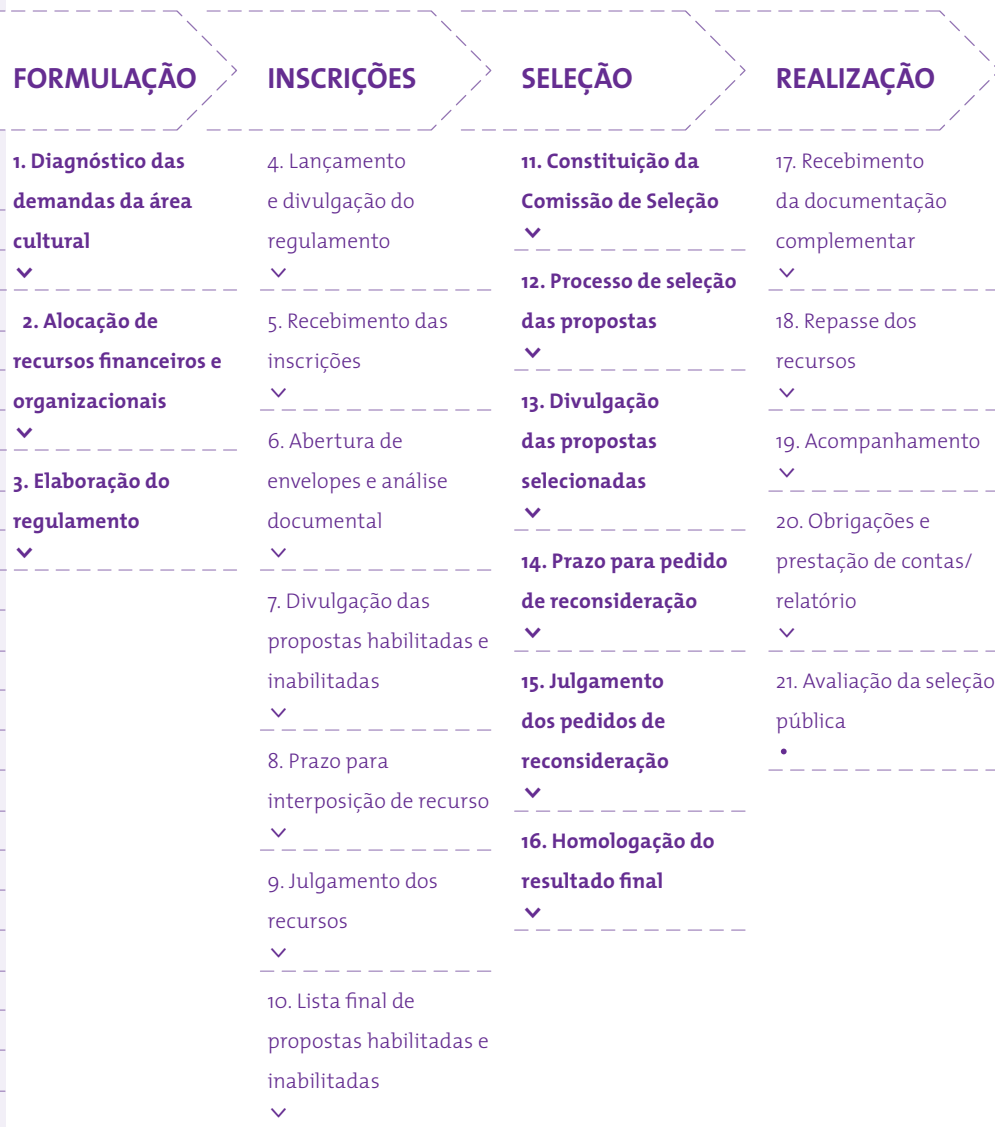 FORMULAÇÃO
1. Diagnóstico das
demandas da área
cultural
2. Alocação de
recursos financeiros e
organizacionais
3. Elaboração do
regulamento
INSCRIÇÕES
4. Lançamento
e divulgação do
regulamento
5. Recebimento das
inscrições
6. Abertura de
envelopes e análise
documental
7. Divulgação das
propostas habilitadas e
inabilitadas
8. Prazo para
interposição de recurso
9. Julgamento dos
recursos
10. Lista final de
propostas habilitadas e
inabilitadas
SELEÇÃO
11. Constituição da
Comissão de Seleção
12. Processo de seleção
das propostas
13. Divulgação
das propostas
selecionadas
14. Prazo para pedido
de reconsideração
15. Julgamento
dos pedidos de
reconsideração
16. Homologação do
resultado final
REALIZAÇÃO
17. Recebimento
da documentação
complementar
18. Repasse dos
recursos
19. Acompanhamento
20. Obrigações e
prestação de contas/
relatório
21. Avaliação da seleção
pública